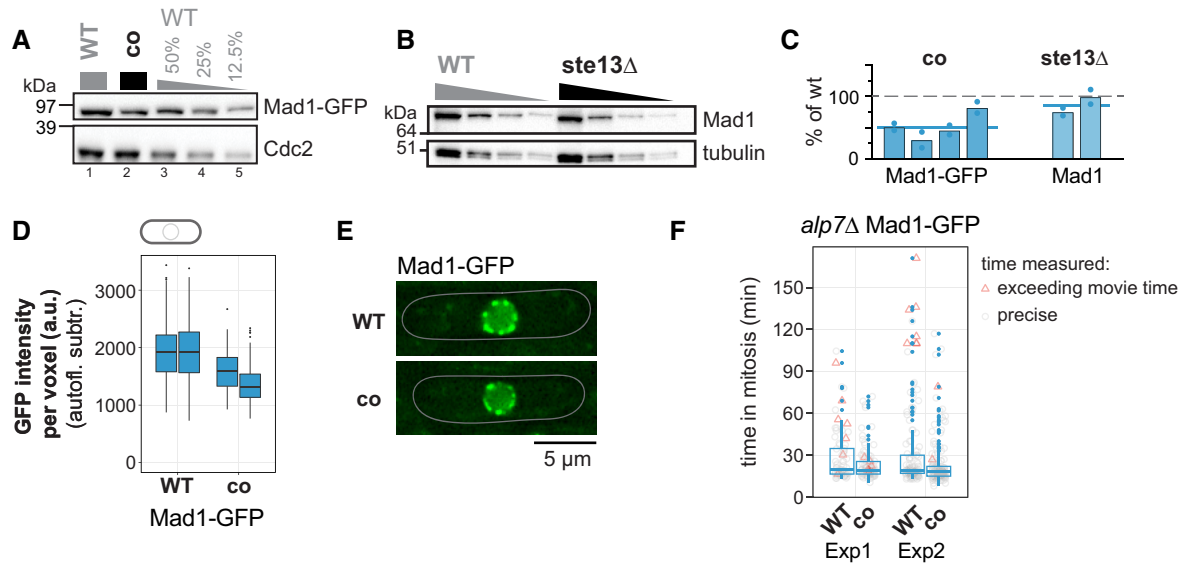 A
WT
co
WT
50%
25%
12.5%
kDa
97
39
Mad1-GFP
Cdc2
1 2 3 4 5
B
WT
ste13Δ
kDa
64
51
Mad1
tubulin
C
co
ste13Δ
% of wt
100
0
Mad1-GFP
Mad1
D
GFP intensity
per voxel (a.u.)
(autofl. subtr.)
3000
2000
1000
0
WT
co
Mad1-GFP
E
Mad1-GFP
WT
co
5 µm
F
alp7Δ Mad1-GFP
time in mitosis (min)
150
120
90
60
30
0
WT co WT co
Exp1 Exp2
time measured:
exceeding movie time
precise